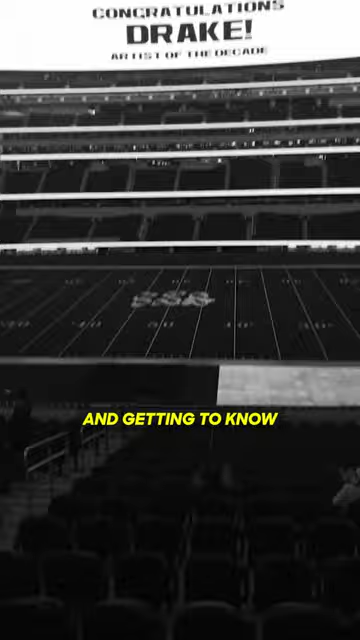 CONGRATULATIONS
DRAKE!
ARTIST OF THE DECADE
AND GETTING TO KNOW